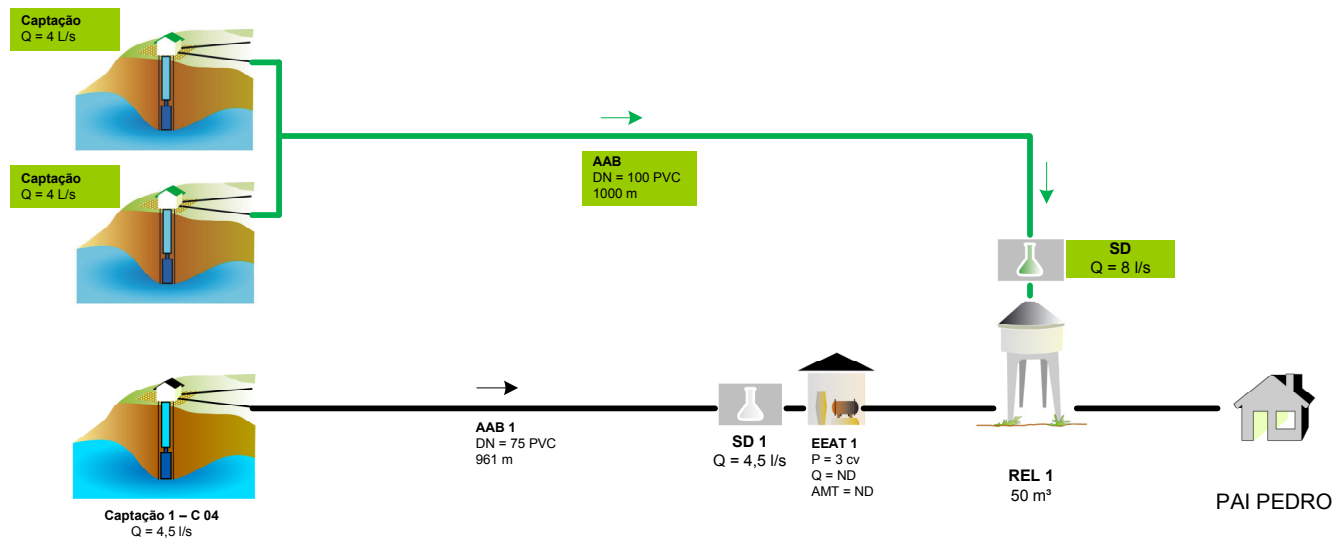 Captação
Q = 4 L/s
Captação
Q = 4 L/s
AAB
DN = 100 PVC
1000 m
SD
Q = 8 l/s
AAB 1
DN = 75 PVC
961 m
SD 1
Q = 4,5 l/s
EEAT 1
P = 3 cv
Q = ND
AMT = ND
REL 1
50 m³
PAI PEDRO
Captação 1 – C 04
Q = 4,5 l/s